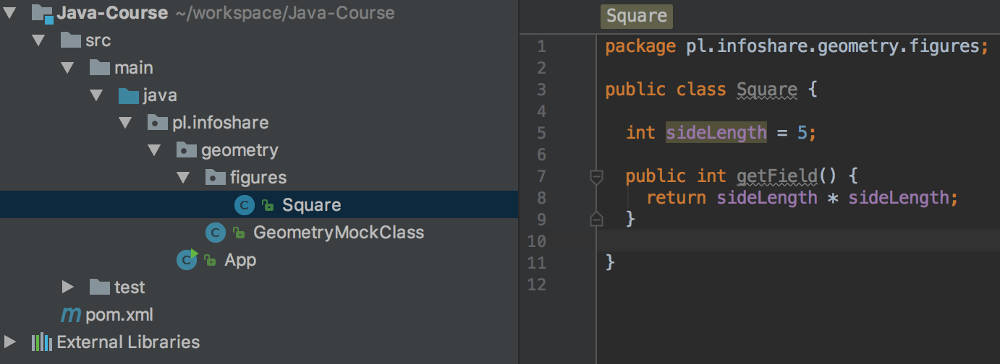 Java-Course ~/workspace/Java-Course
src
main
java
pl.infoshare
geometry
figures
C Square
C GeometryMockClass
C App
test
m pom.xml
External Libraries
Square
1 package pl.infoshare.geometry.figures;
2
3 public class Square {
4
5 int sideLength = 5;
6
7 public int getField() {
8 return sideLength * sideLength;
9 }
10
11 }
12